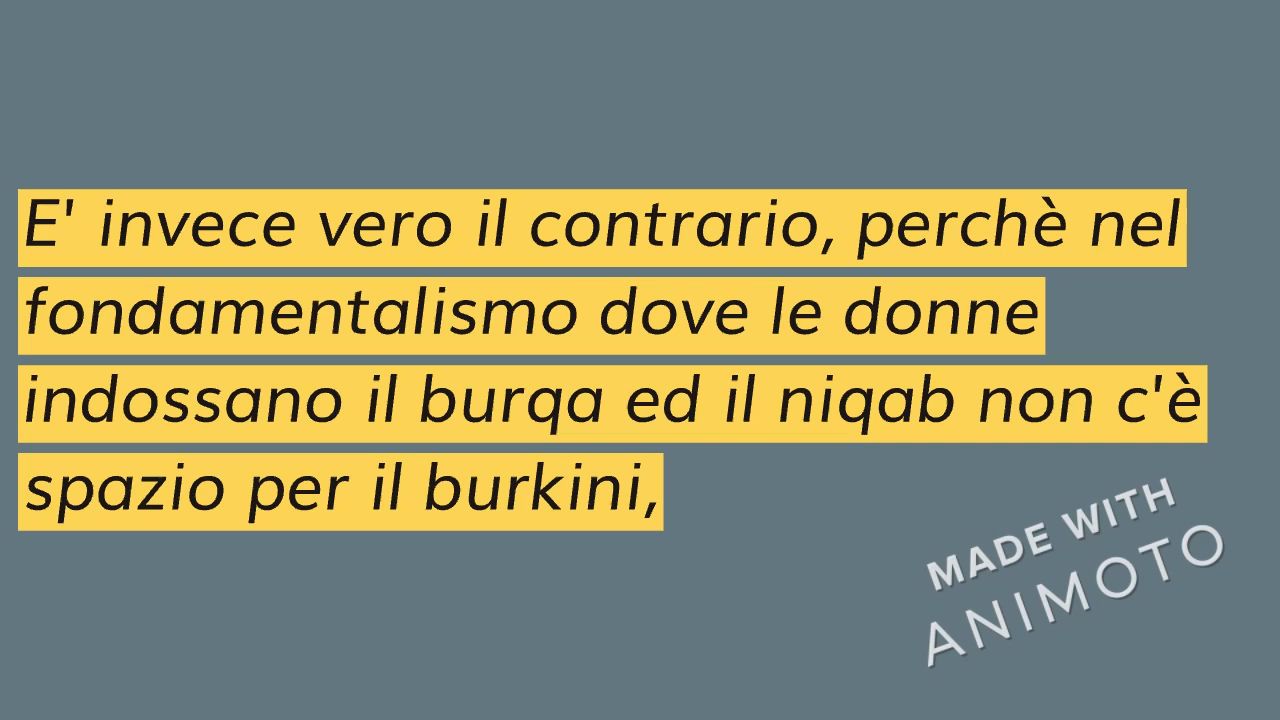 E' invece vero il contrario, perchè nel
fondamentalismo dove le donne
indossano il burqa ed il niqab non c'è
spazio per il burkini,
MADE WITH
ANIMOTO